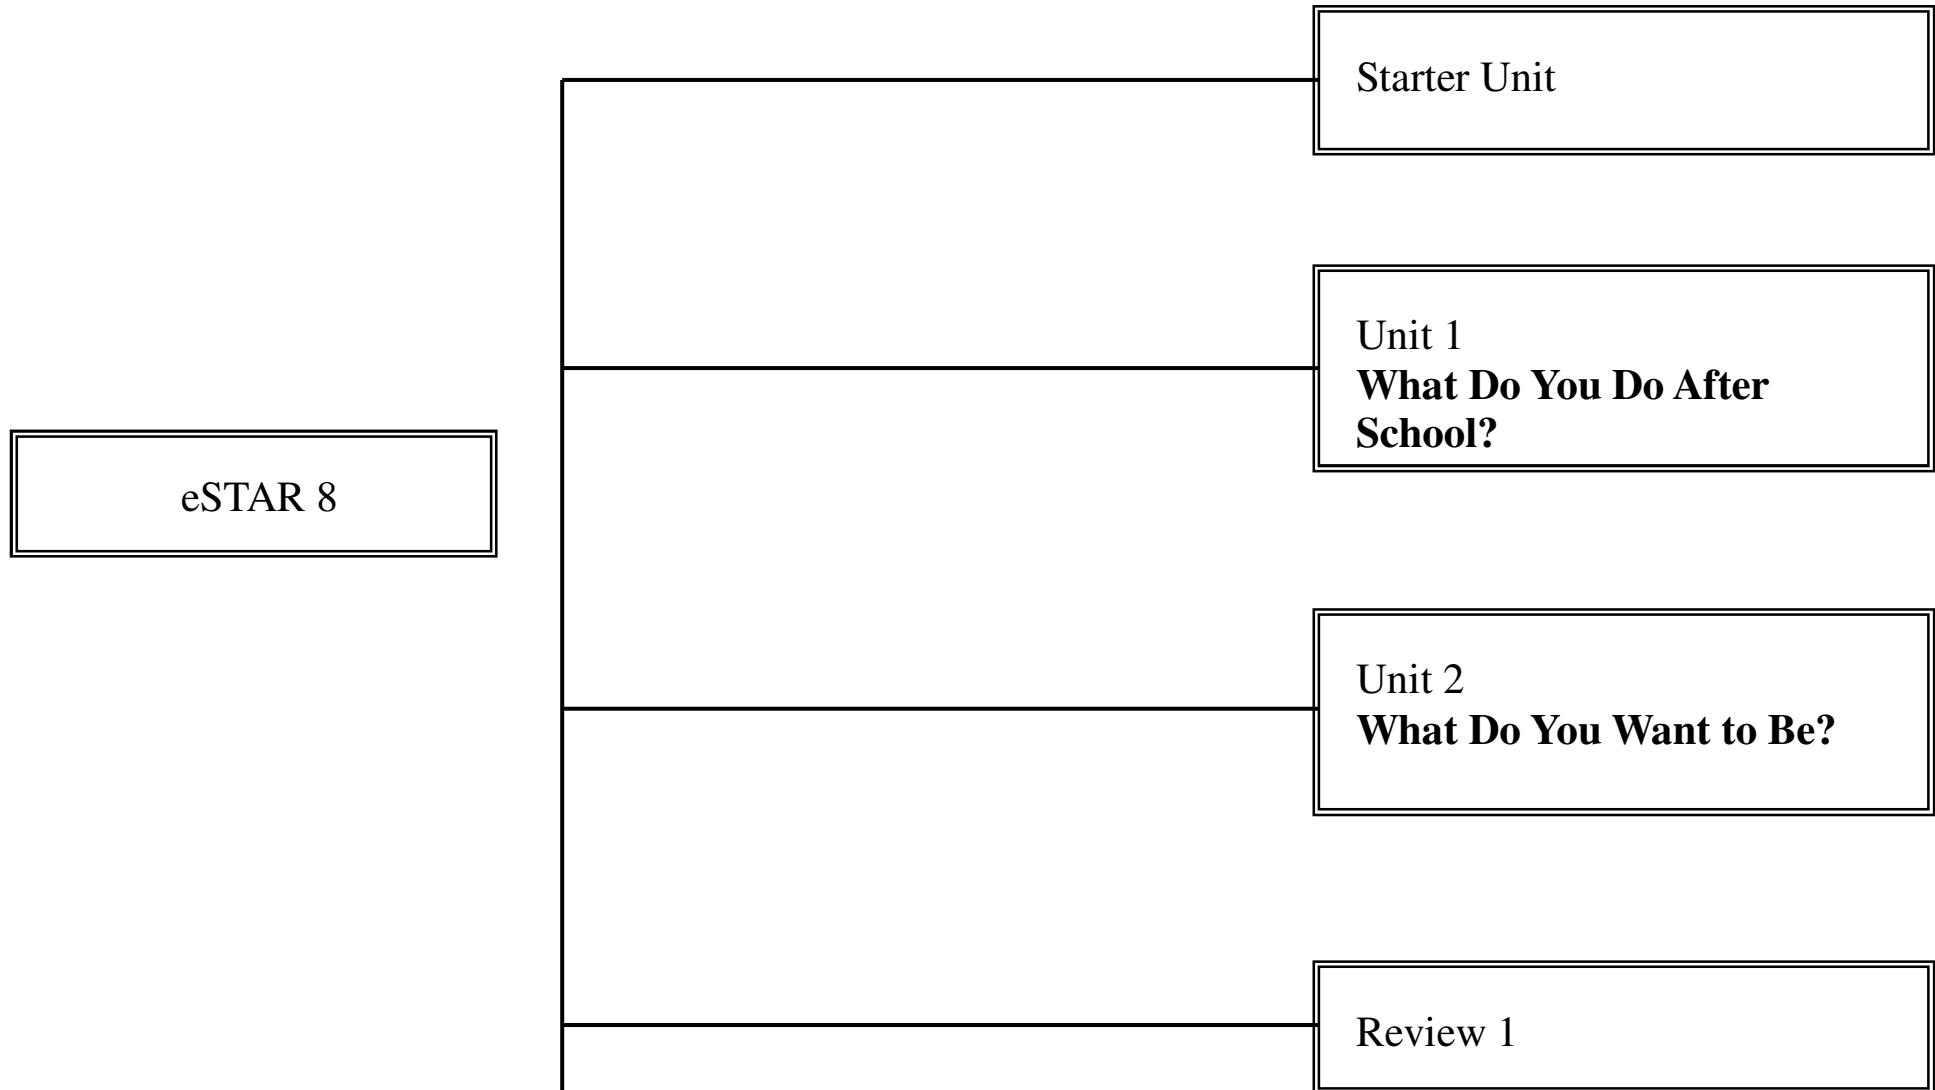 Starter Unit
Unit 1
What Do You Do After
School?
eSTAR 8
Unit 2
What Do You Want to Be?
Review 1